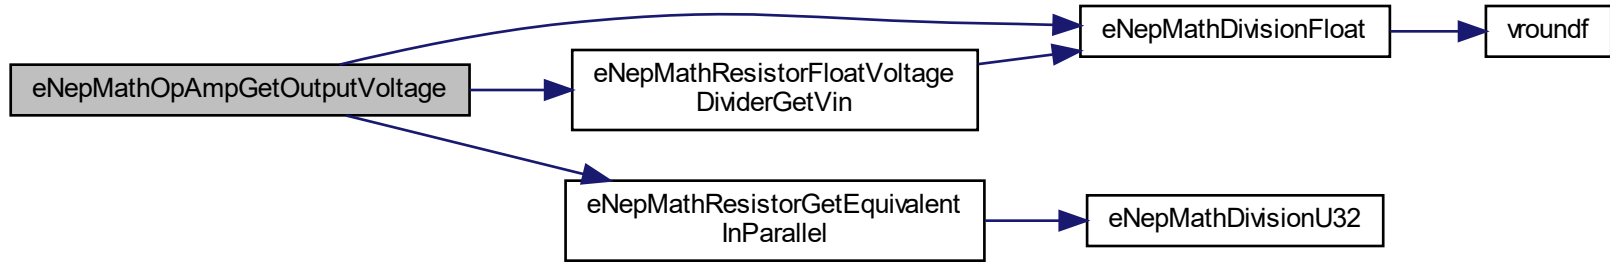 eNepMathOpAmpGetOutputVoltage
eNepMathResistorFloatVoltage
DividerGetVin
eNepMathDivisionFloat
vroundf
eNepMathResistorGetEquivalent
InParallel
eNepMathDivisionU32